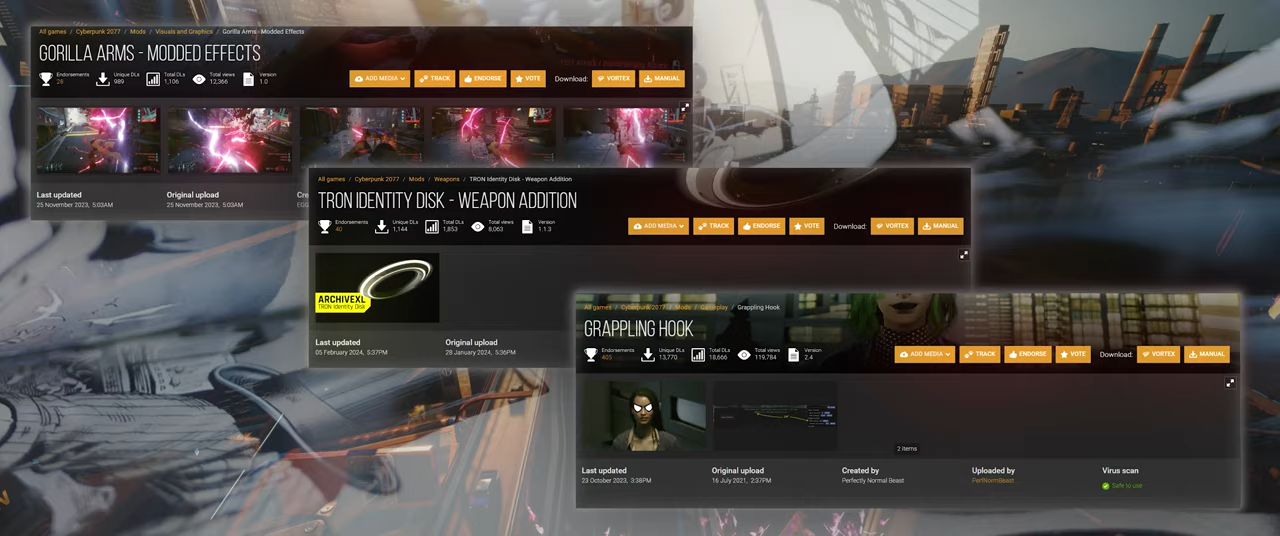 All games / Cyberpunk 2077 / Mods / Visuals and Graphics / Gorilla Arms - Modded Effects
GORILLA ARMS - MODDED EFFECTS
Endorsements Unique DLs Total DLs Total views Version
26 989 1,106 12,366 1.0
ADD MEDIA TRACK ENDORSE VOTE Download: VORTEX MANUAL
Last updated Original upload
25 November 2023, 5:03AM 25 November 2023, 5:03AM
All games / Cyberpunk 2077 / Mods / Weapons / TRON Identity Disk - Weapon Addition
TRON IDENTITY DISK - WEAPON ADDITION
Endorsements Unique DLs Total DLs Total views Version
40 1,144 1,853 8,063 1.1.3
ADD MEDIA TRACK ENDORSE VOTE Download: VORTEX MANUAL
ARCHIVEXL
TRON Identity Disk
Last updated Original upload
05 February 2024, 5:37PM 28 January 2024, 5:36PM
All games / Cyberpunk 2077 / Mods / Gameplay / Grappling Hook
GRAPPLING HOOK
Endorsements Unique DLs Total DLs Total views Version
405 13,770 18,666 119,784 2.4
ADD MEDIA TRACK ENDORSE VOTE Download: VORTEX MANUAL
2 items
Last updated Original upload Created by Uploaded by Virus scan
23 October 2023, 3:38PM 16 July 2021, 2:37PM Perfectly Normal Beast PerfNormBeast Safe to use